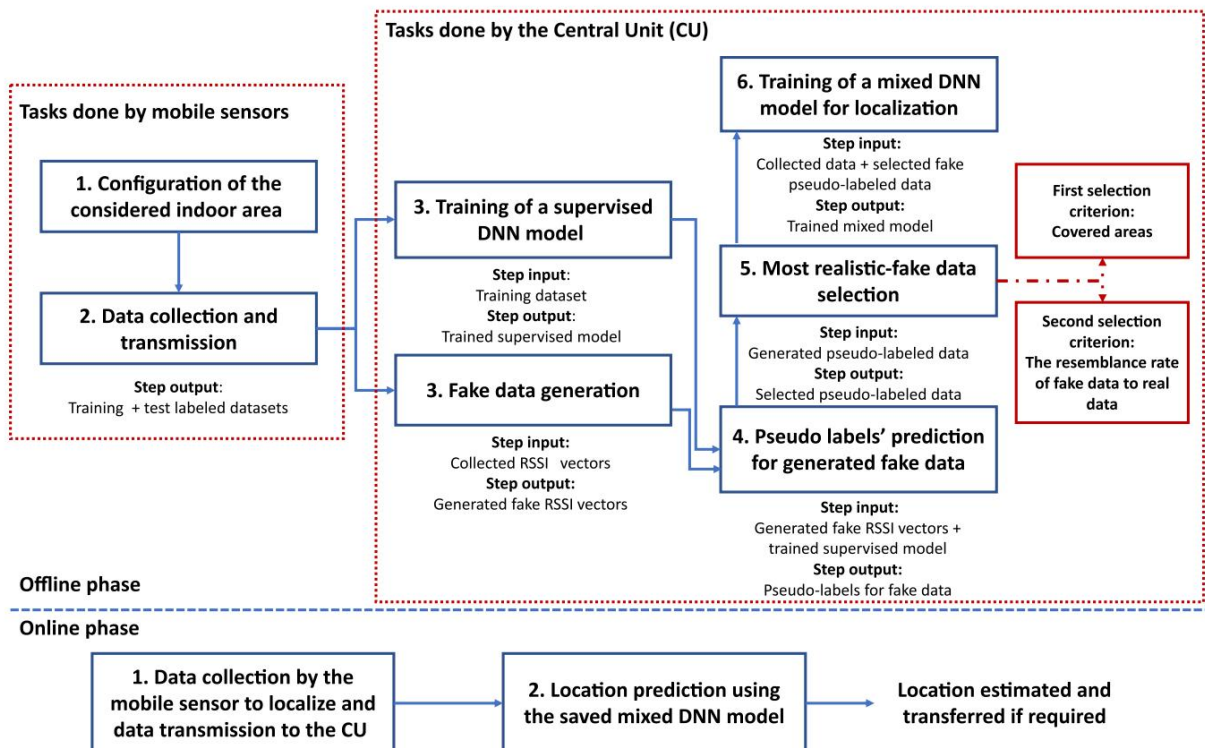 Tasks done by mobile sensors
1. Configuration of the
considered indoor area
2. Data collection and
transmission
Step output:
Training + test labeled datasets
Tasks done by the Central Unit (CU)
3. Training of a supervised
DNN model
Step input:
Training dataset
Step output:
Trained supervised model
3. Fake data generation
Step input:
Collected RSSI vectors
Step output:
Generated fake RSSI vectors
6. Training of a mixed DNN
model for localization
Step input:
Collected data + selected fake
pseudo-labeled data
Step output:
Trained mixed model
5. Most realistic-fake data
selection
Step input:
Generated pseudo-labeled data
Step output:
Selected pseudo-labeled data
4. Pseudo labels' prediction
for generated fake data
Step input:
Generated fake RSSI vectors +
trained supervised model
Step output:
Pseudo-labels for fake data
First selection
criterion:
Covered areas
Second selection
criterion:
The resemblance rate
of fake data to real
data
Offline phase
Online phase
1. Data collection by the
mobile sensor to localize and
data transmission to the CU
2. Location prediction using
the saved mixed DNN model
Location estimated and
transferred if required